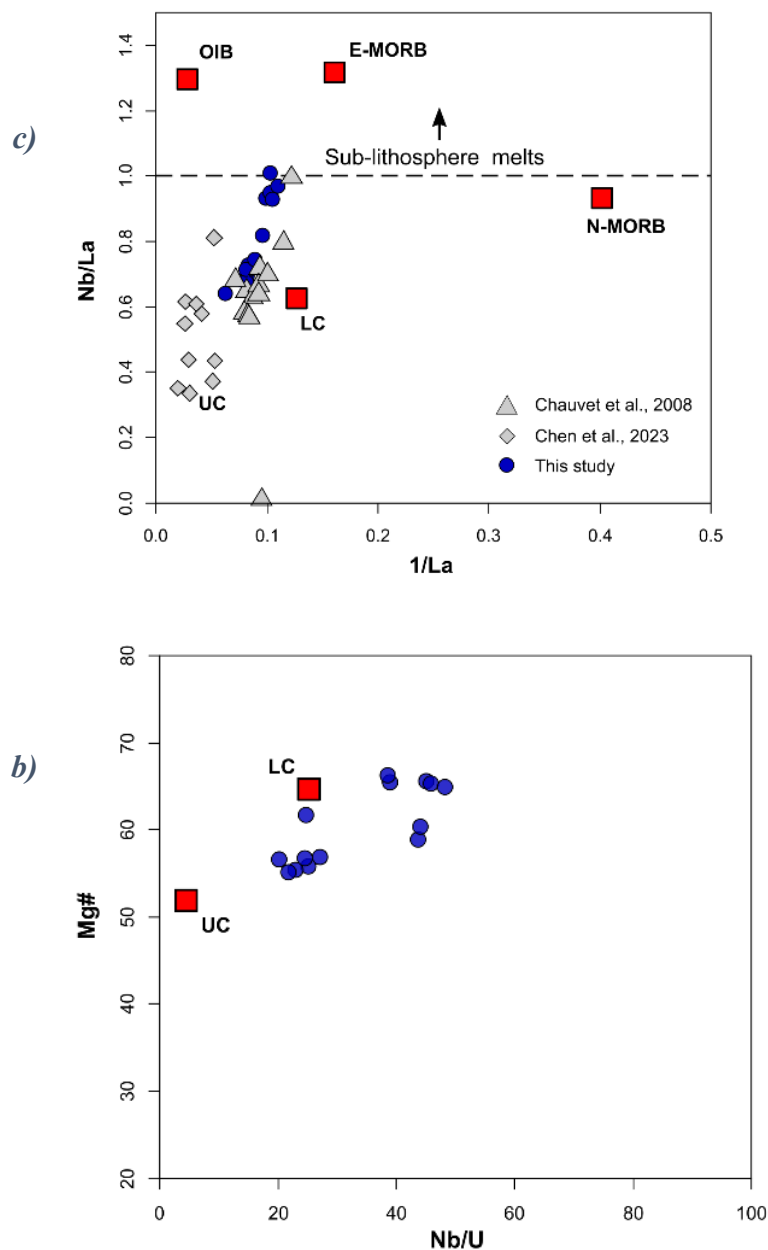 c)
Nb/La
1.4
1.2
1.0
0.8
0.6
0.4
0.2
0.0
OIB
E-MORB
Sub-lithosphere melts
N-MORB
LC
UC
Chauvet et al., 2008
Chen et al., 2023
This study
0.0 0.1 0.2 0.3 0.4 0.5
1/La
b)
Mg#
80
70
60
50
40
30
20
LC
UC
0 20 40 60 80 100
Nb/U